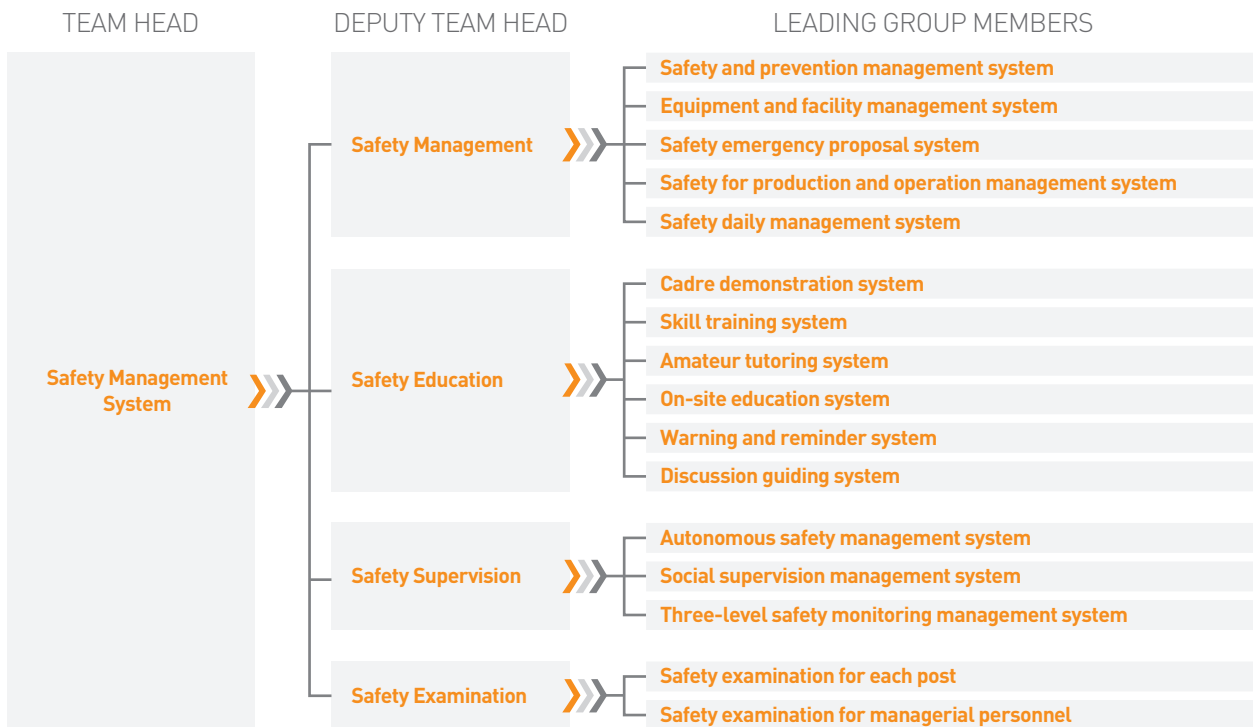 TEAM HEAD
DEPUTY TEAM HEAD
LEADING GROUP MEMBERS
Safety Management
System
Safety Management
Safety and prevention management system
Equipment and facility management system
Safety emergency proposal system
Safety for production and operation management system
Safety daily management system
Safety Education
Cadre demonstration system
Skill training system
Amateur tutoring system
On-site education system
Warning and reminder system
Discussion guiding system
Safety Supervision
Autonomous safety management system
Social supervision management system
Three-level safety monitoring management system
Safety Examination
Safety examination for each post
Safety examination for managerial personnel